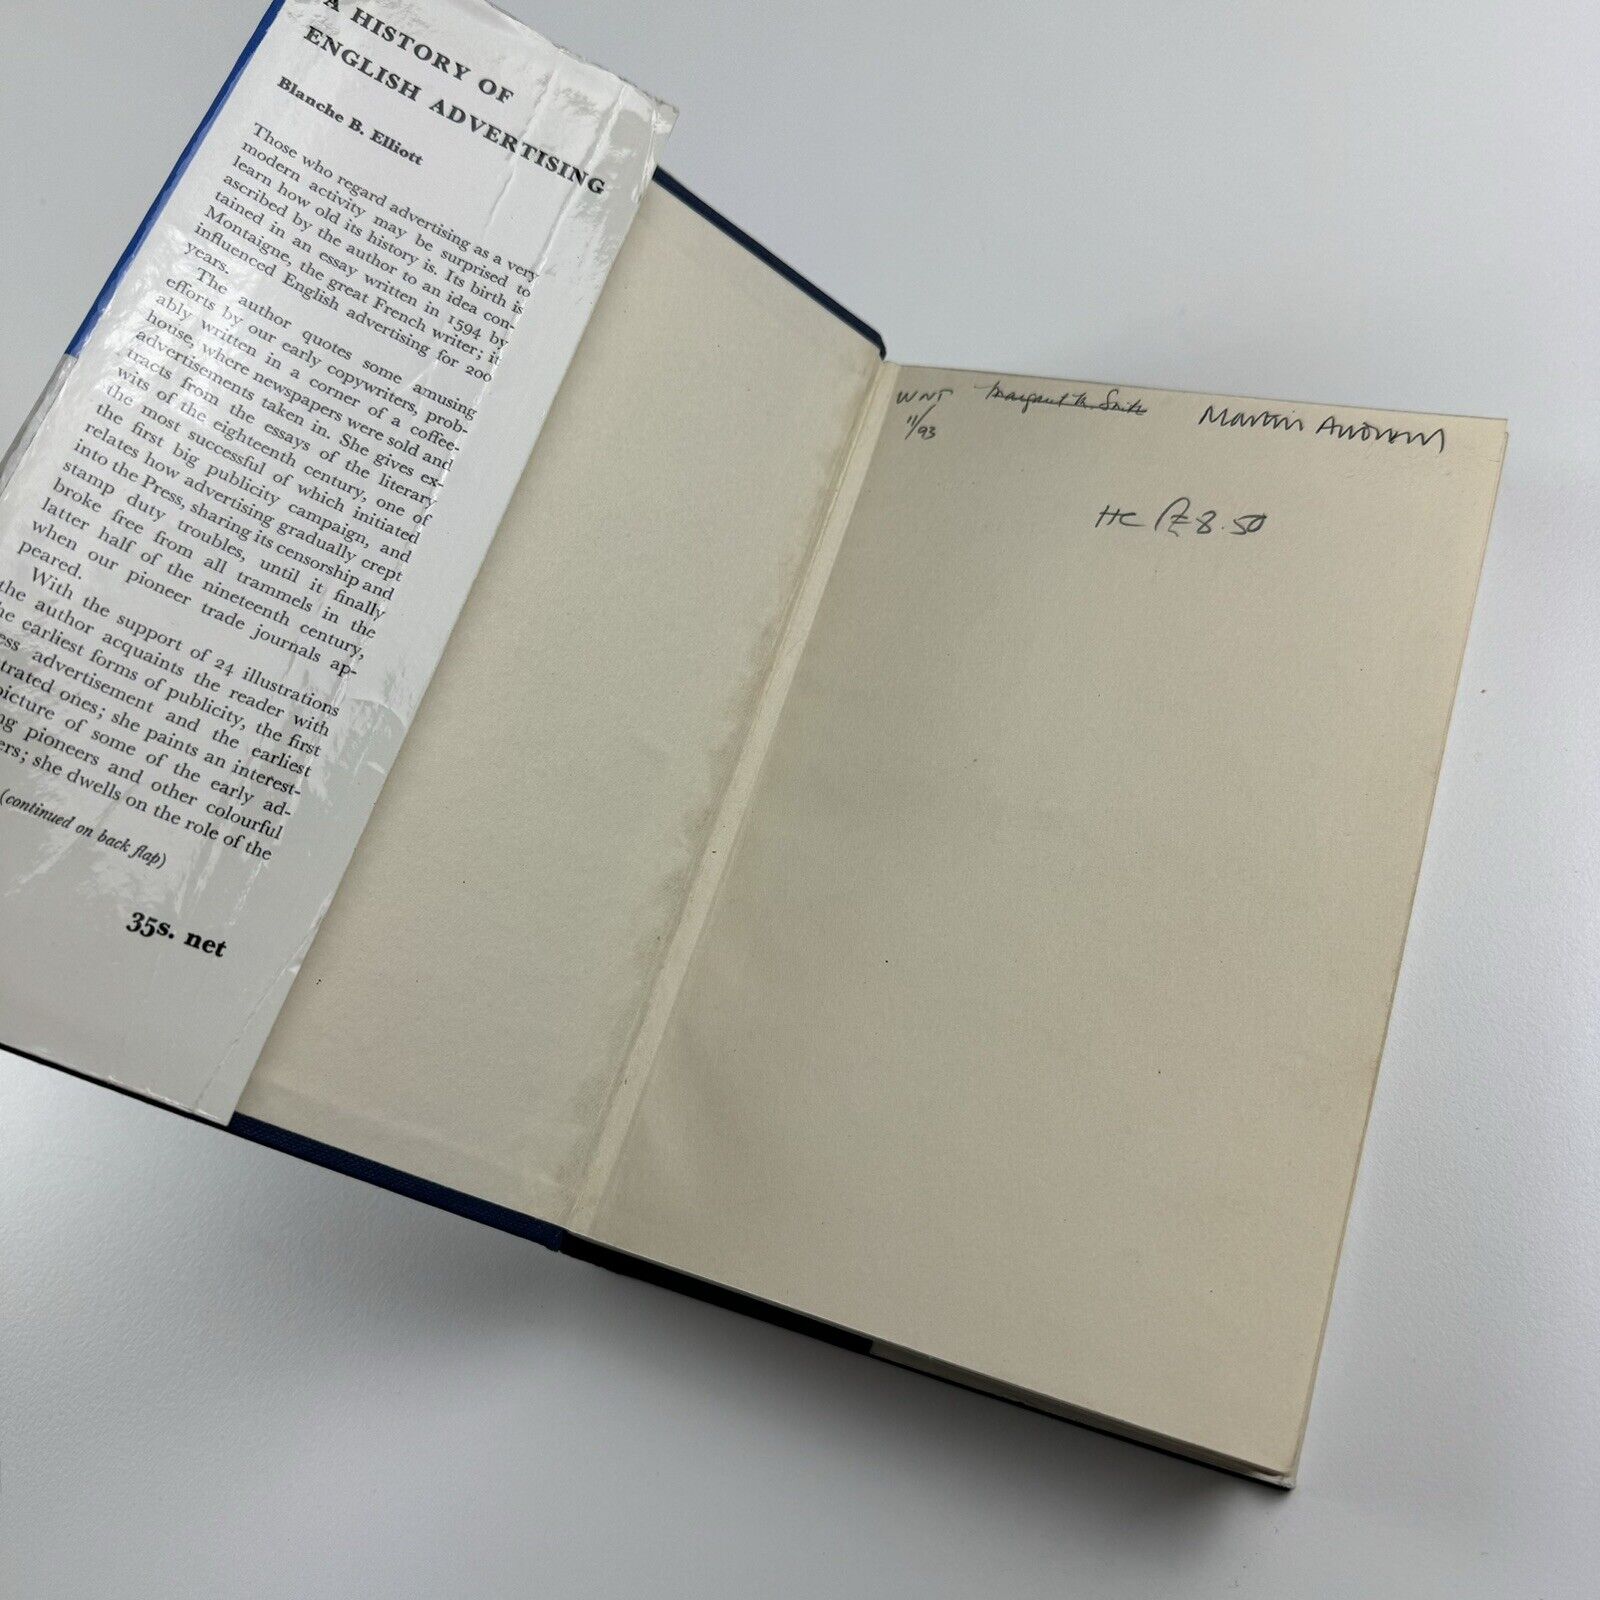 A HISTORY OF
ENGLISH ADVERTISING
Blanche B. Elliott
Those who regard advertising as a very
modern activity may be surprised to
learn how old its history is. Its birth is
ascribed by the author to an idea con-
tained in an essay written in 1594 by
Montaigne, the great French writer; it
influenced English advertising for 200
years.
The author quotes some amusing
efforts by our early copywriters, prob-
ably written in a corner of a coffee-
house, where newspapers were sold and
advertisements taken in. She gives ex-
tracts from the essays of the literary
wits of the eighteenth century, one of
the most successful of which initiated
the first big publicity campaign, and
relates how advertising gradually crept
into the Press, sharing its censorship and
stamp duty troubles, until it finally
broke free from all trammels in the
latter half of the nineteenth century,
when our pioneer trade journals ap-
peared.
With the support of 24 illustrations
the author acquaints the reader with
the earliest forms of publicity, the first
advertisement and the earliest
ones; she paints an interest-
picture of some of the early ad-
pioneers and other colourful
she dwells on the role of the
(continued on back flap)
35s. net
WNT
11/93
Margaret M. Smith
Martin Andrews
HC £8.50